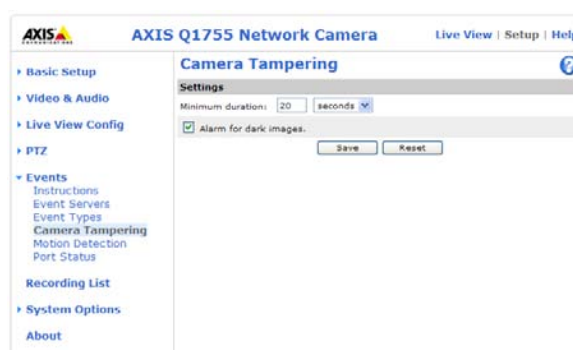 AXIS
COMMUNICATIONS
AXIS Q1755 Network Camera
Live View | Setup | Help
Basic Setup
Video & Audio
Live View Config
PTZ
Events
Instructions
Event Servers
Event Types
Camera Tampering
Motion Detection
Port Status
Recording List
System Options
About
Camera Tampering
?
Settings
Minimum duration: 20 seconds
Alarm for dark images.
Save Reset